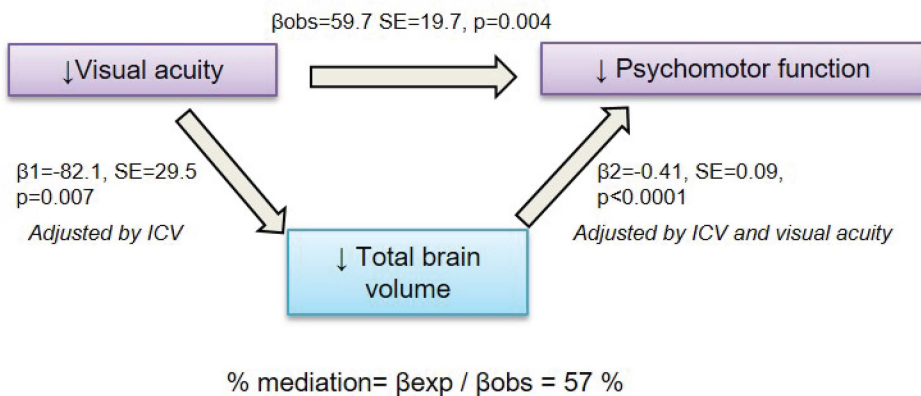 βobs=59.7 SE=19.7, p=0.004
↓Visual acuity
↓ Psychomotor function
β1=-82.1, SE=29.5
p=0.007
Adjusted by ICV
β2=-0.41, SE=0.09,
p<0.0001
Adjusted by ICV and visual acuity
↓ Total brain
volume
% mediation= βexp / βobs = 57 %